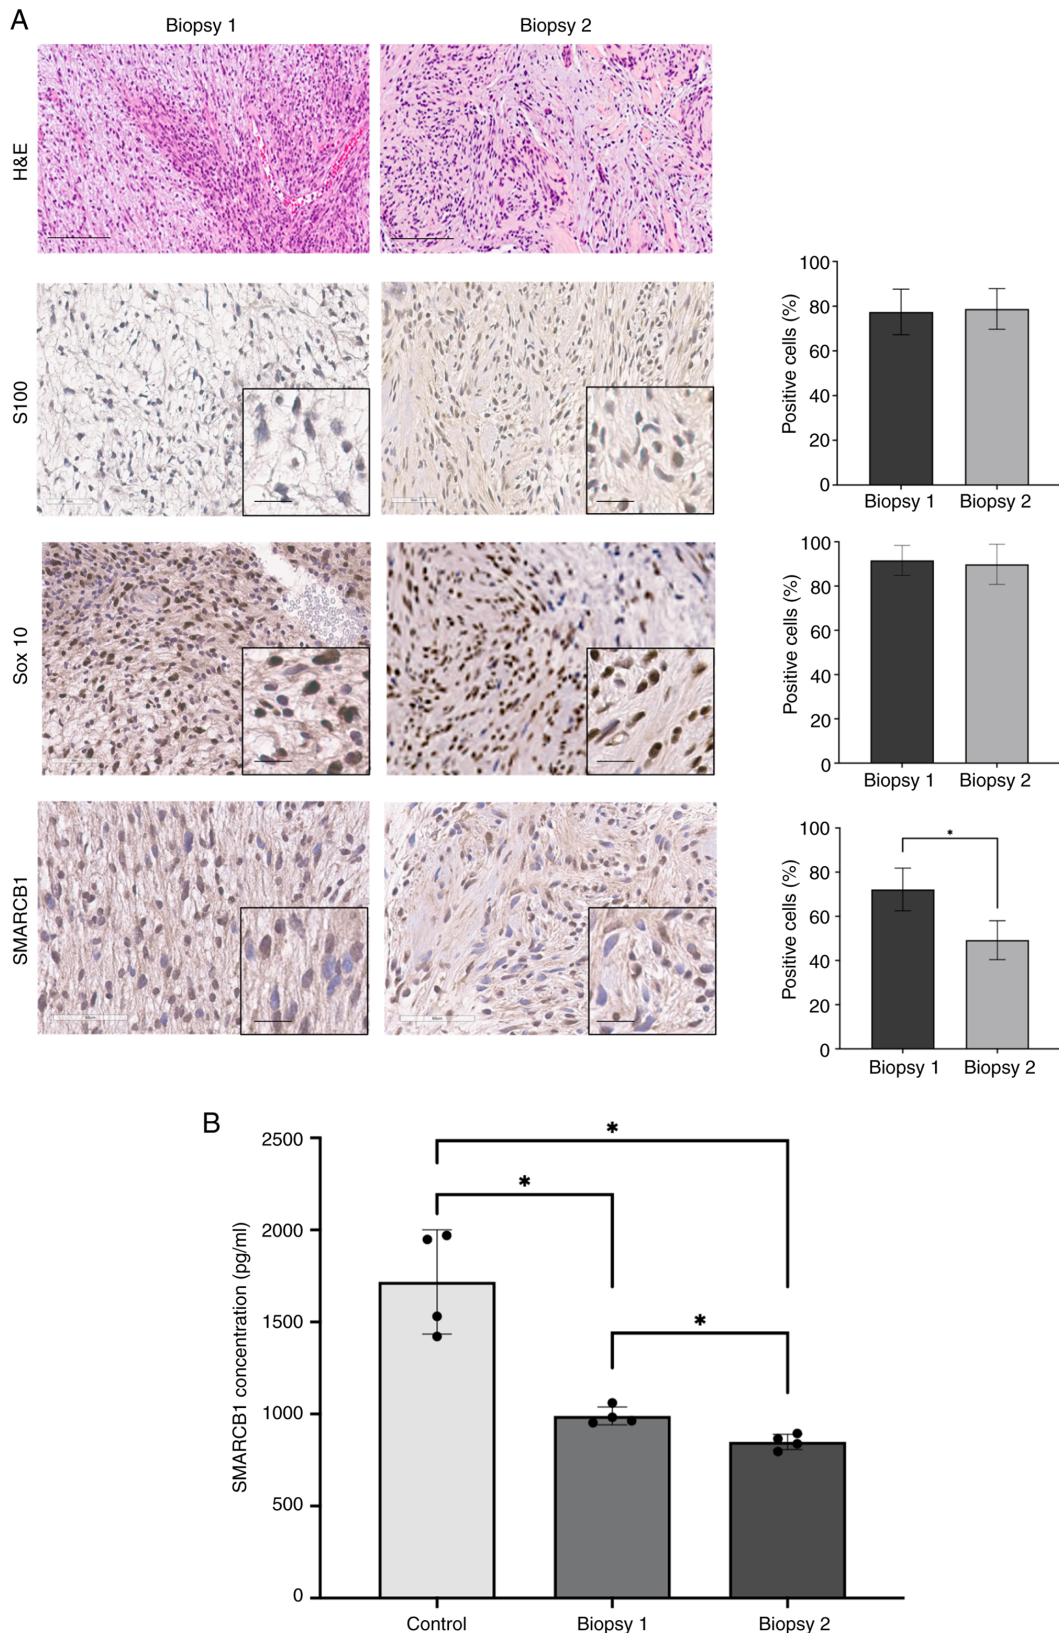 A
Biopsy 1
Biopsy 2
H&E
S100
100
80
60
40
20
0
Positive cells (%)
Biopsy 1
Biopsy 2
Sox 10
100
80
60
40
20
0
Positive cells (%)
Biopsy 1
Biopsy 2
SMARCB1
100
80
60
40
20
0
Positive cells (%)
*
Biopsy 1
Biopsy 2
B
SMARCB1 concentration (pg/ml)
2500
2000
1500
1000
500
0
*
*
*
Control
Biopsy 1
Biopsy 2